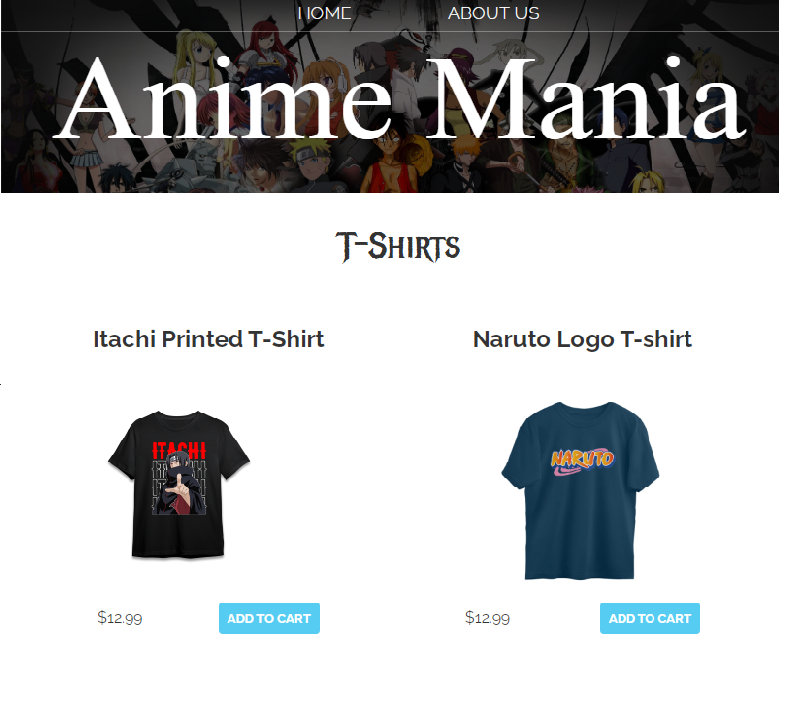 HOME ABOUT US
Anime Mania
T-Shirts
Itachi Printed T-Shirt Naruto Logo T-shirt
ITACHI
NARUTO
$12.99 ADD TO CART $12.99 ADD TO CART